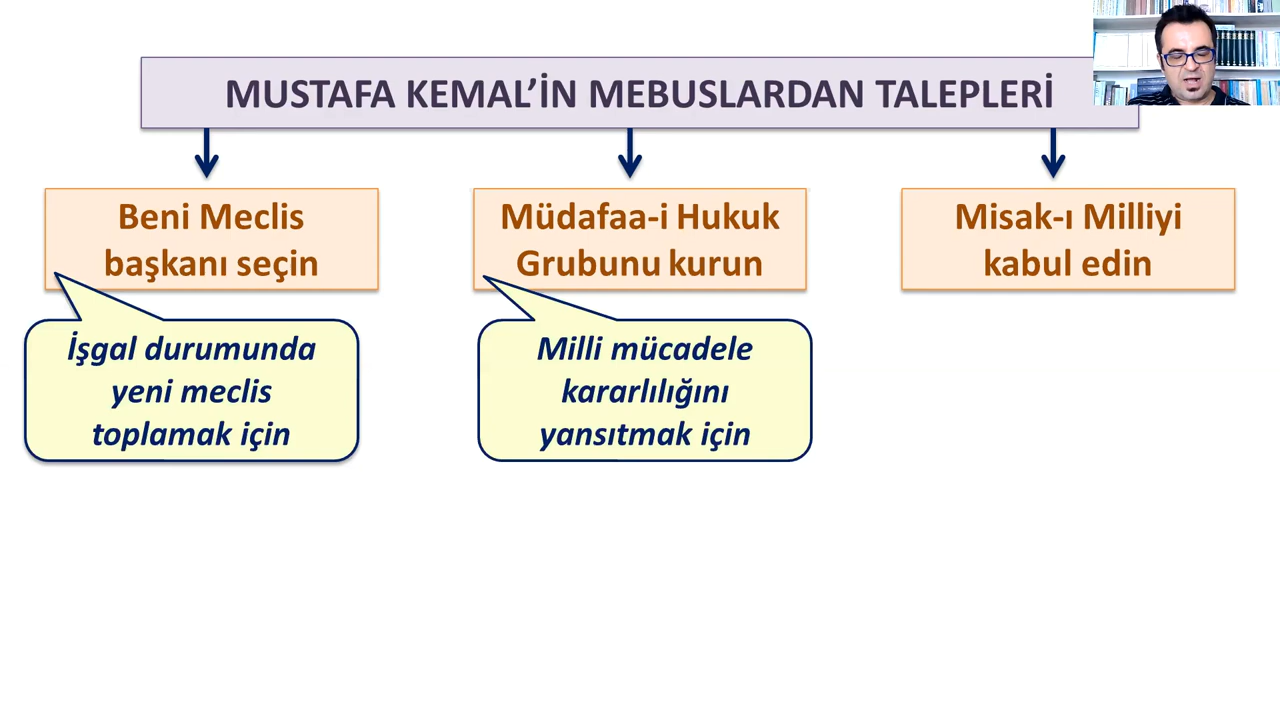 MUSTAFA KEMAL’İN MEBUSLARDAN TALEPLERİ
Beni Meclis
başkanı seçin
İşgal durumunda
yeni meclis
toplamak için
Müdafaa-i Hukuk
Grubunu kurun
Milli mücadele
kararlılığını
yansıtmak için
Misak-ı Milliyi
kabul edin